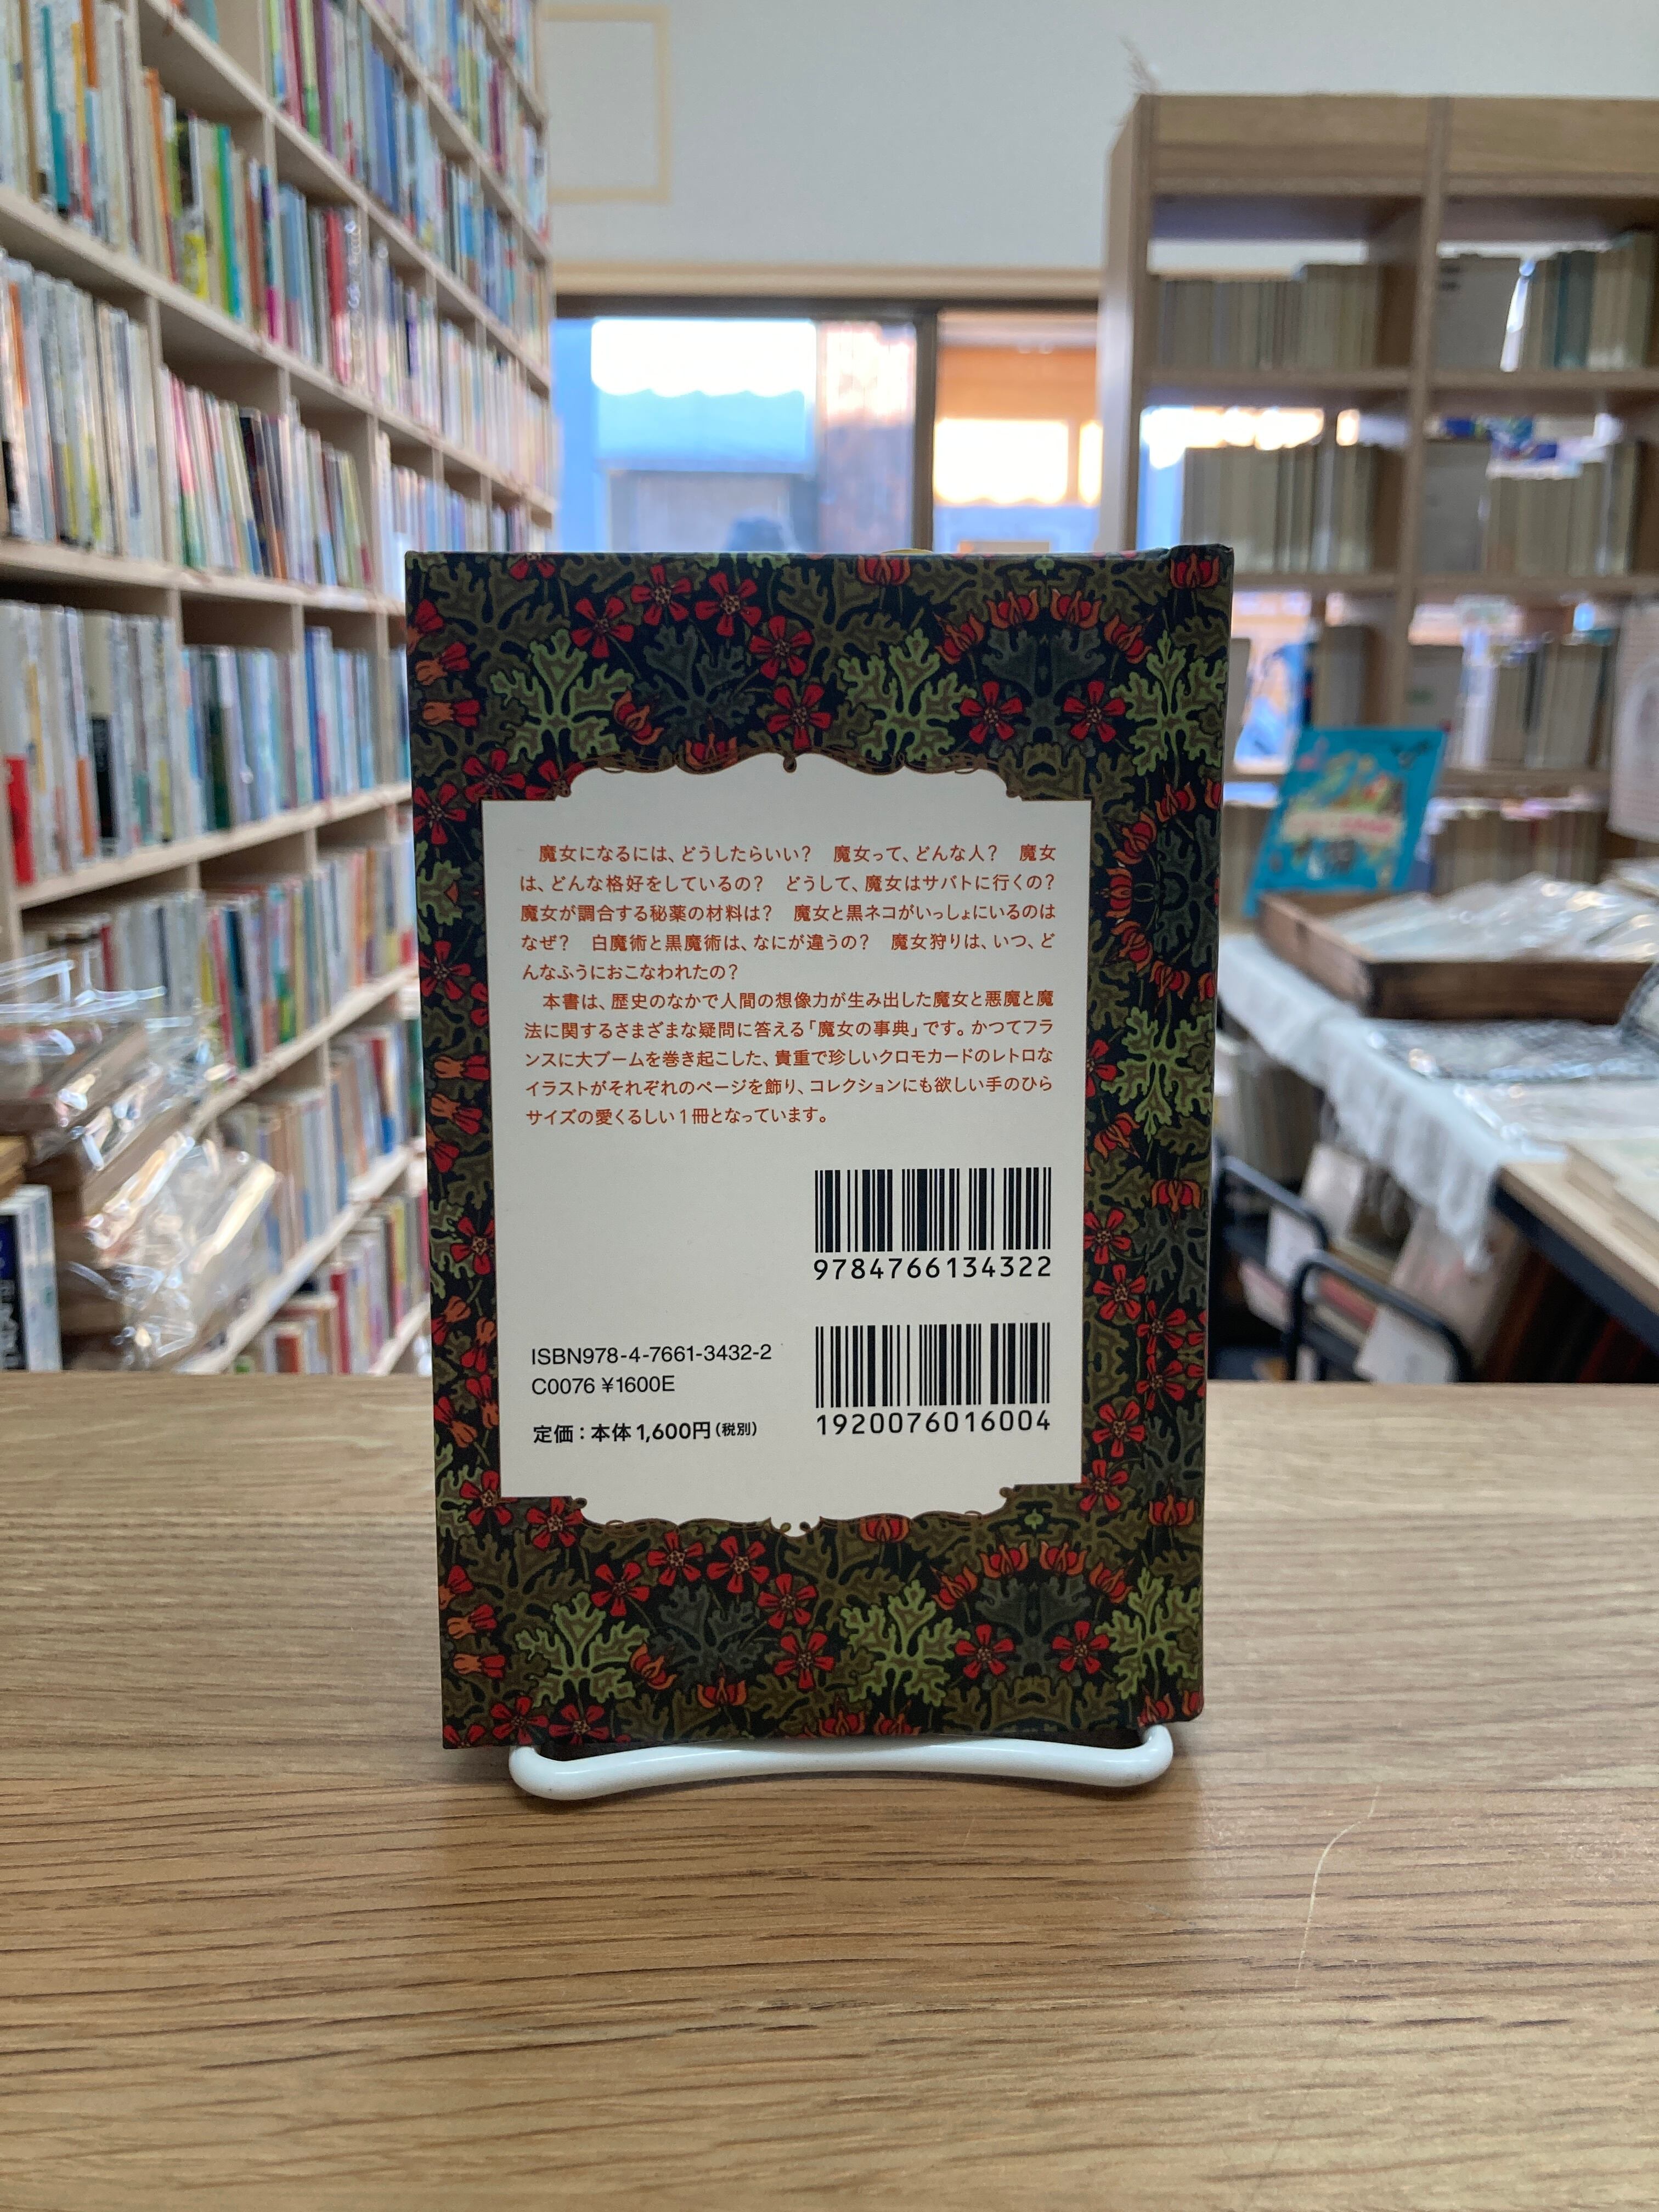 魔女になるには、どうしたらいい？　魔女って、どんな人？　魔女
は、どんな格好をしているの？　どうして、魔女はサバトに行くの？
魔女が調合する秘薬の材料は？　魔女と黒ネコがいっしょにいるのは
なぜ？　白魔術と黒魔術は、なにが違うの？　魔女狩りは、いつ、ど
んなふうにおこなわれたの？
本書は、歴史のなかで人間の想像力が生み出した魔女と悪魔と魔
法に関するさまざまな疑問に答える「魔女の事典」です。かつてフラ
ンスに大ブームを巻き起こした、貴重で珍しいクロモカードのレトロな
イラストがそれぞれのページを飾り、コレクションにも欲しい手のひら
サイズの愛くるしい1冊となっています。
9784766134322
ISBN978-4-7661-3432-2
C0076 ¥1600E
定価：本体1,600円（税別）
1920076016004